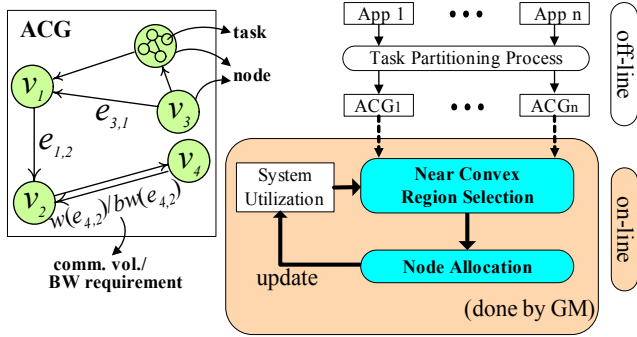 ACG
task
node
v1
e3,1
v3
e1,2
v4
v2
w(e4,2)/bw(e4,2)
comm. vol./
BW requirement
App 1
App n
Task Partitioning Process
ACG1
ACGn
off-line
System
Utilization
Near Convex
Region Selection
update
Node Allocation
(done by GM)
on-line